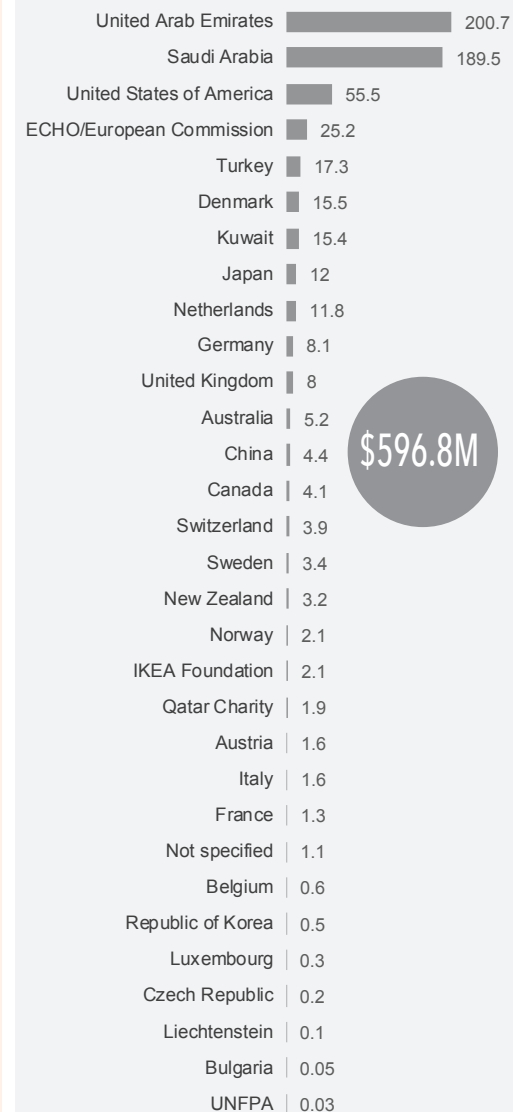 United Arab Emirates 200.7
Saudi Arabia 189.5
United States of America 55.5
ECHO/European Commission 25.2
Turkey 17.3
Denmark 15.5
Kuwait 15.4
Japan 12
Netherlands 11.8
Germany 8.1
United Kingdom 8
Australia 5.2
China 4.4
$596.8M
Canada 4.1
Switzerland 3.9
Sweden 3.4
New Zealand 3.2
Norway 2.1
IKEA Foundation 2.1
Qatar Charity 1.9
Austria 1.6
Italy 1.6
France 1.3
Not specified 1.1
Belgium 0.6
Republic of Korea 0.5
Luxembourg 0.3
Czech Republic 0.2
Liechtenstein 0.1
Bulgaria 0.05
UNFPA 0.03